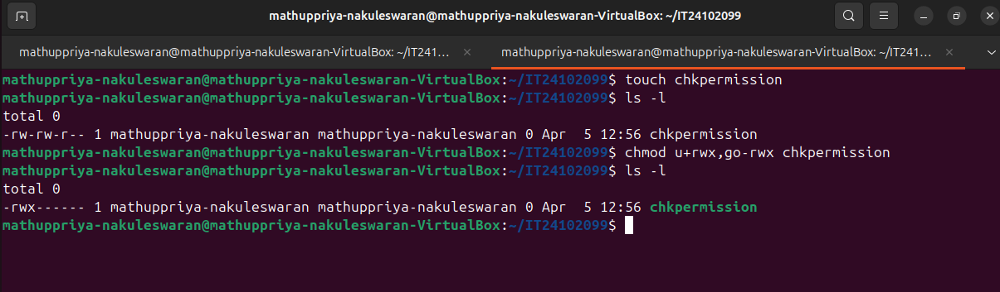 mathuppriya-nakuleswaran@mathuppriya-nakuleswaran-VirtualBox: ~/IT24102099
mathuppriya-nakuleswaran@mathuppriya-nakuleswaran-VirtualBox: ~/IT241...
mathuppriya-nakuleswaran@mathuppriya-nakuleswaran-VirtualBox: ~/IT241...
mathuppriya-nakuleswaran@mathuppriya-nakuleswaran-VirtualBox:~/IT24102099$ touch chkpermission
mathuppriya-nakuleswaran@mathuppriya-nakuleswaran-VirtualBox:~/IT24102099$ ls -l
total 0
-rw-rw-r-- 1 mathuppriya-nakuleswaran mathuppriya-nakuleswaran 0 Apr  5 12:56 chkpermission
mathuppriya-nakuleswaran@mathuppriya-nakuleswaran-VirtualBox:~/IT24102099$ chmod u+rwx,go-rwx chkpermission
mathuppriya-nakuleswaran@mathuppriya-nakuleswaran-VirtualBox:~/IT24102099$ ls -l
total 0
-rwx------ 1 mathuppriya-nakuleswaran mathuppriya-nakuleswaran 0 Apr  5 12:56 chkpermission
mathuppriya-nakuleswaran@mathuppriya-nakuleswaran-VirtualBox:~/IT24102099$